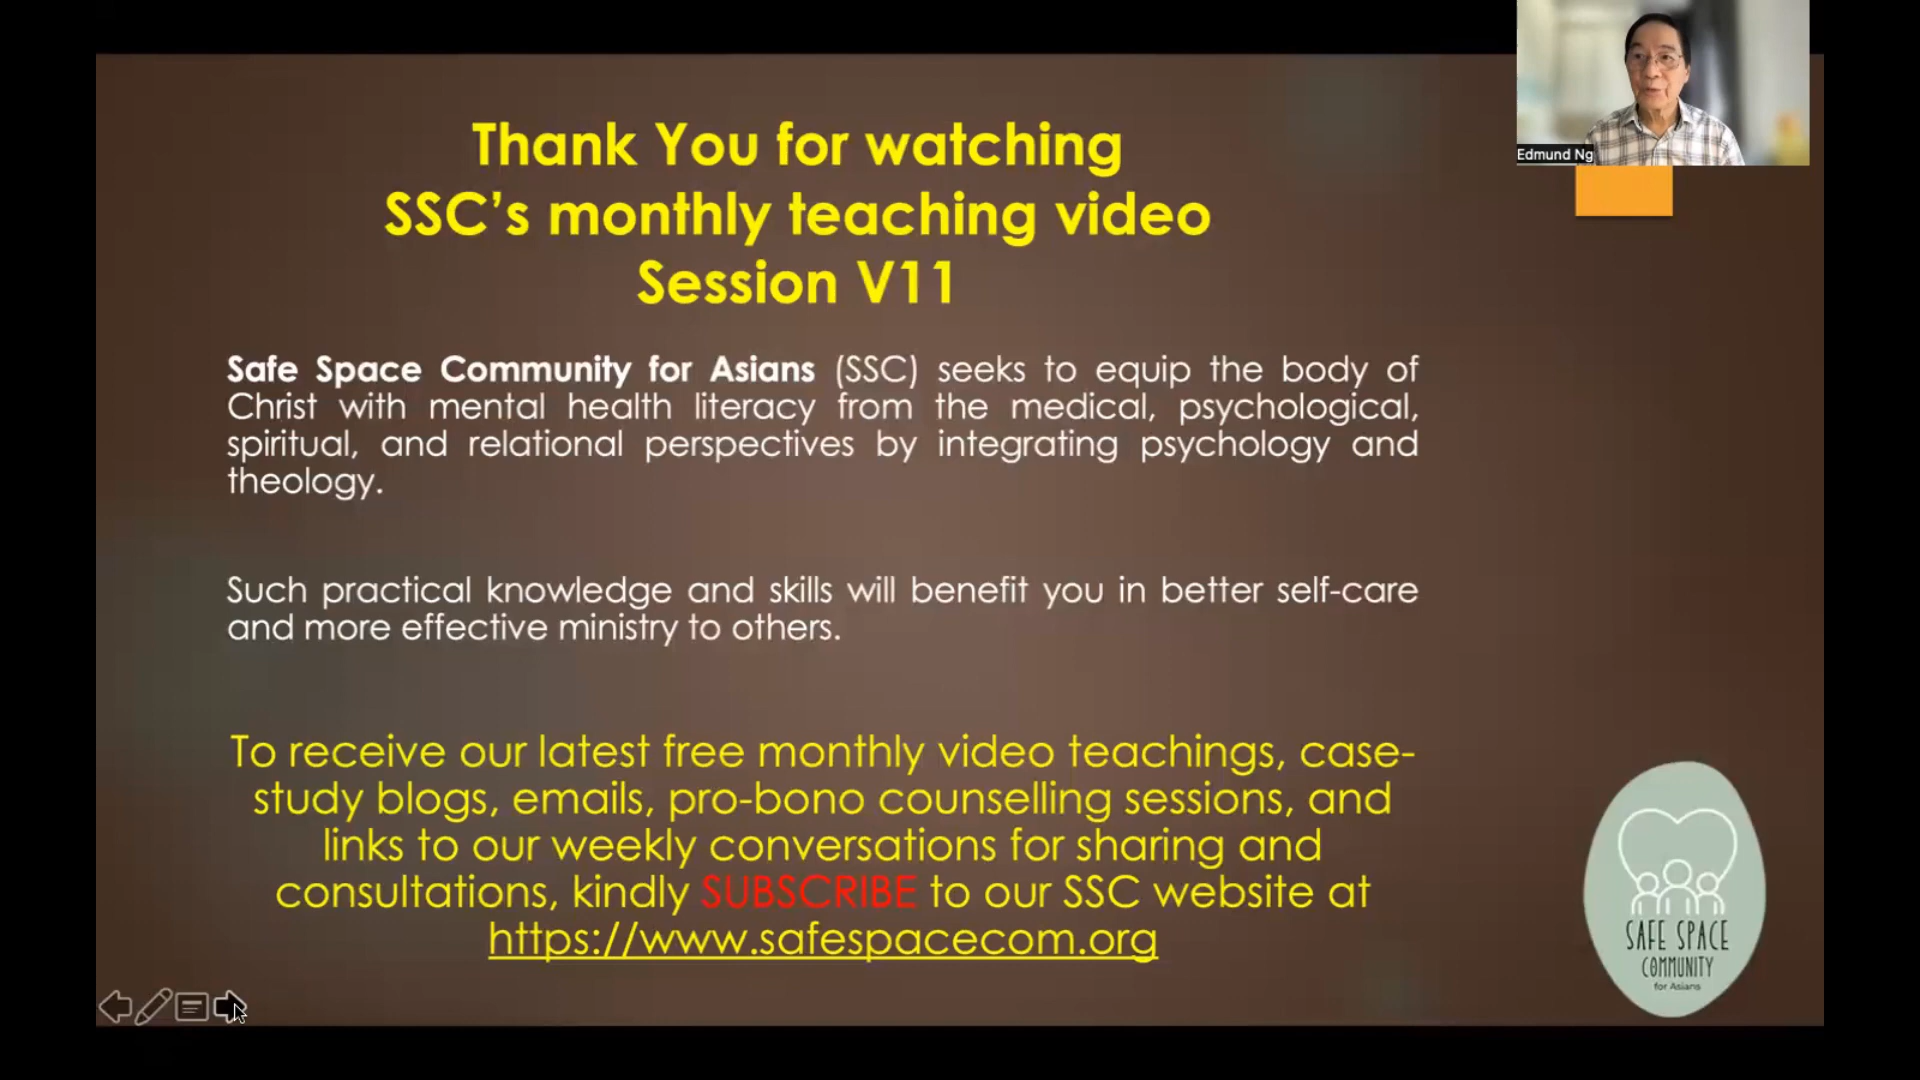 Edmund Ng
Thank You for watching
SSC’s monthly teaching video
Session V11
Safe Space Community for Asians (SSC) seeks to equip the body of
Christ with mental health literacy from the medical, psychological,
spiritual, and relational perspectives by integrating psychology and
theology.
Such practical knowledge and skills will benefit you in better self-care
and more effective ministry to others.
To receive our latest free monthly video teachings, case-
study blogs, emails, pro-bono counselling sessions, and
links to our weekly conversations for sharing and
consultations, kindly SUBSCRIBE to our SSC website at
https://www.safespacecom.org
SAFE SPACE
COMMUNITY
for Asians